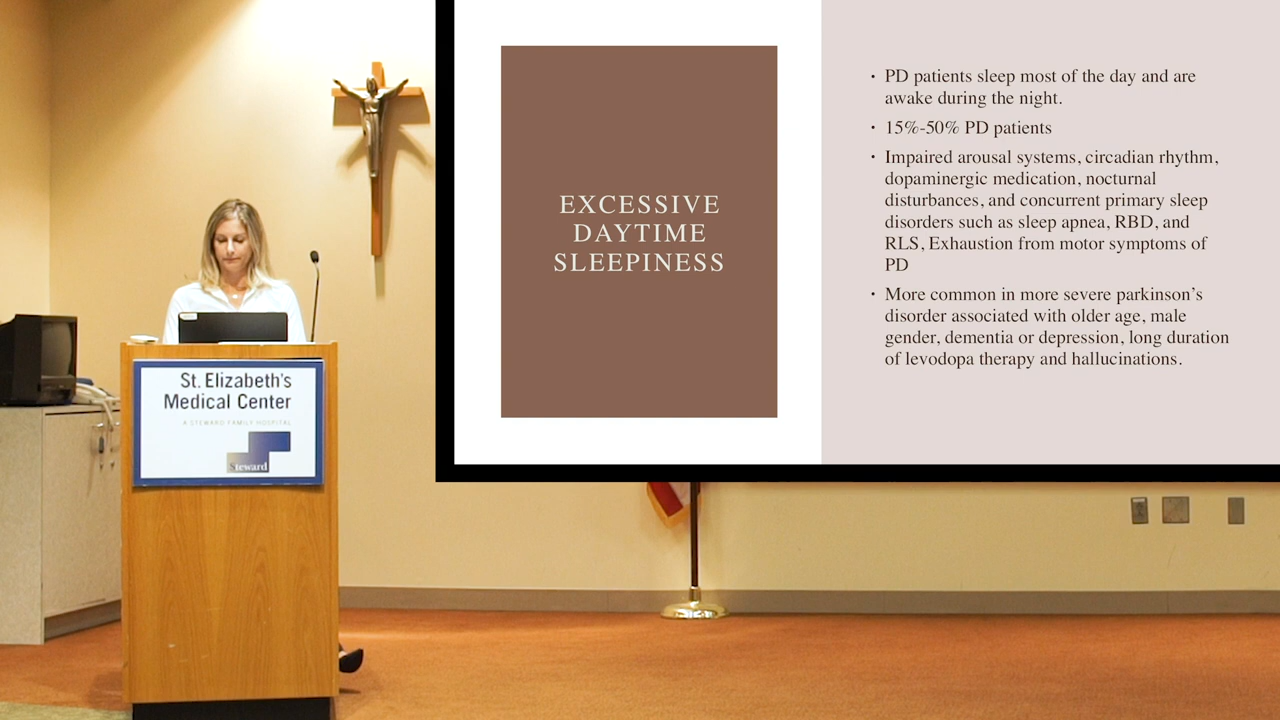 EXCESSIVE
DAYTIME
SLEEPINESS
• PD patients sleep most of the day and are
awake during the night.
• 15%-50% PD patients
• Impaired arousal systems, circadian rhythm,
dopaminergic medication, nocturnal
disturbances, and concurrent primary sleep
disorders such as sleep apnea, RBD, and
RLS, Exhaustion from motor symptoms of
PD
• More common in more severe parkinson’s
disorder associated with older age, male
gender, dementia or depression, long duration
of levodopa therapy and hallucinations.
St. Elizabeth's
Medical Center
A STEWARD FAMILY HOSPITAL
Steward